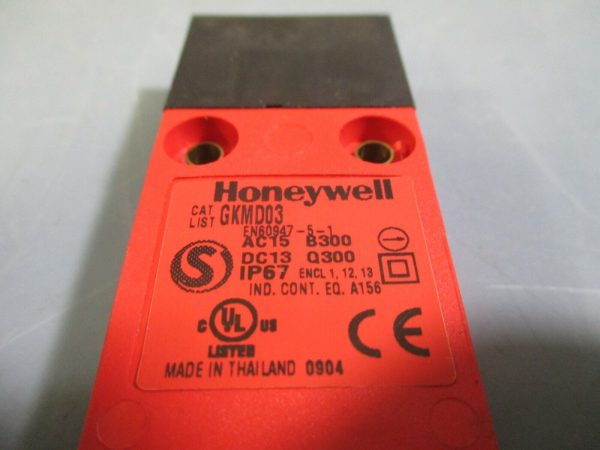 Honeywell
CAT
LIST GKMD03
EN60947-5-1
AC15 B300
DC13 Q300
S
IP67 ENCL 1, 12, 13
IND. CONT. EQ. A156
C UL US
LISTED
CE
MADE IN THAILAND 0904